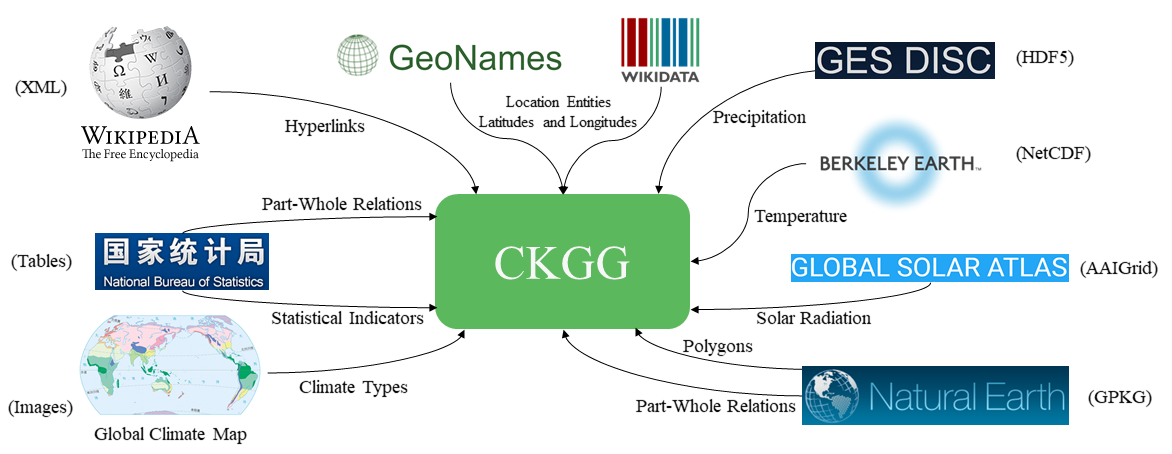 (XML)
Ω
W
И
維
WIKIPEDIA
The Free Encyclopedia
Hyperlinks
GeoNames
WIKIDATA
Location Entities
Latitudes and Longitudes
GES DISC
(HDF5)
Precipitation
BERKELEY EARTH™
(NetCDF)
Temperature
Part-Whole Relations
(Tables)
国家统计局
National Bureau of Statistics
Statistical Indicators
CKGG
GLOBAL SOLAR ATLAS
(AAIGrid)
Solar Radiation
Polygons
Climate Types
(Images)
Global Climate Map
Part-Whole Relations
Natural Earth
(GPKG)